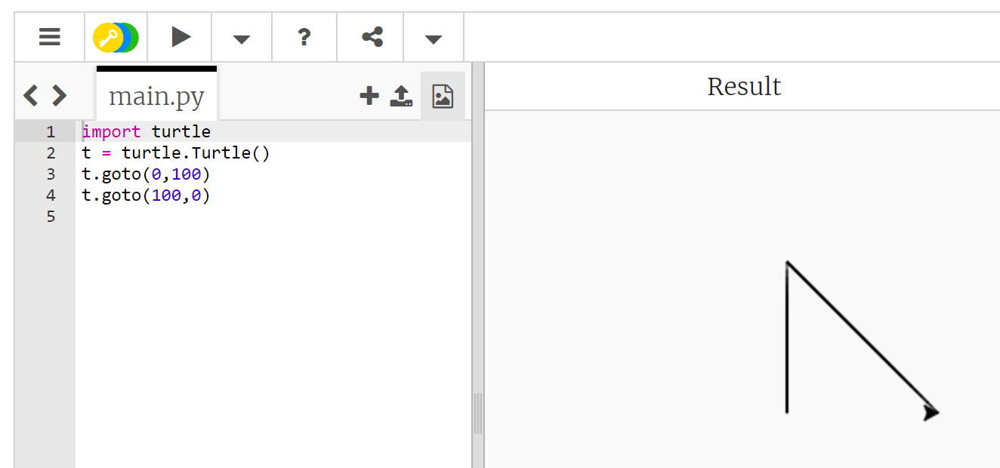 ?
main.py
Result
1 import turtle
2 t = turtle.Turtle()
3 t.goto(0,100)
4 t.goto(100,0)
5